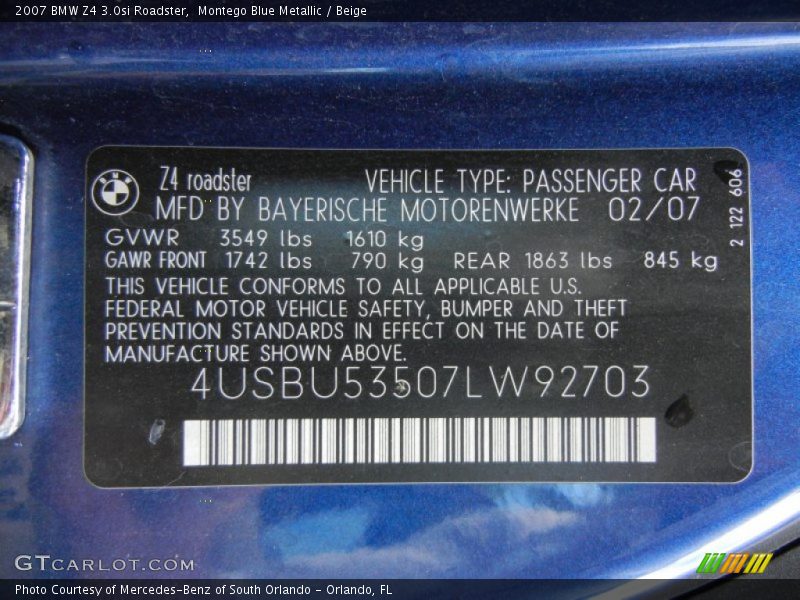 2007 BMW Z4 3.0si Roadster,  Montego Blue Metallic / Beige
BMW
Z4 roadster VEHICLE TYPE: PASSENGER CAR
MFD BY BAYERISCHE MOTORENWERKE 02/07
GVWR 3549 lbs 1610 kg
GAWR FRONT 1742 lbs 790 kg REAR 1863 lbs 845 kg
THIS VEHICLE CONFORMS TO ALL APPLICABLE U.S.
FEDERAL MOTOR VEHICLE SAFETY, BUMPER AND THEFT
PREVENTION STANDARDS IN EFFECT ON THE DATE OF
MANUFACTURE SHOWN ABOVE.
4USBU53507LW92703
2 122 606
GTCARLOT.COM
Photo Courtesy of Mercedes-Benz of South Orlando - Orlando, FL